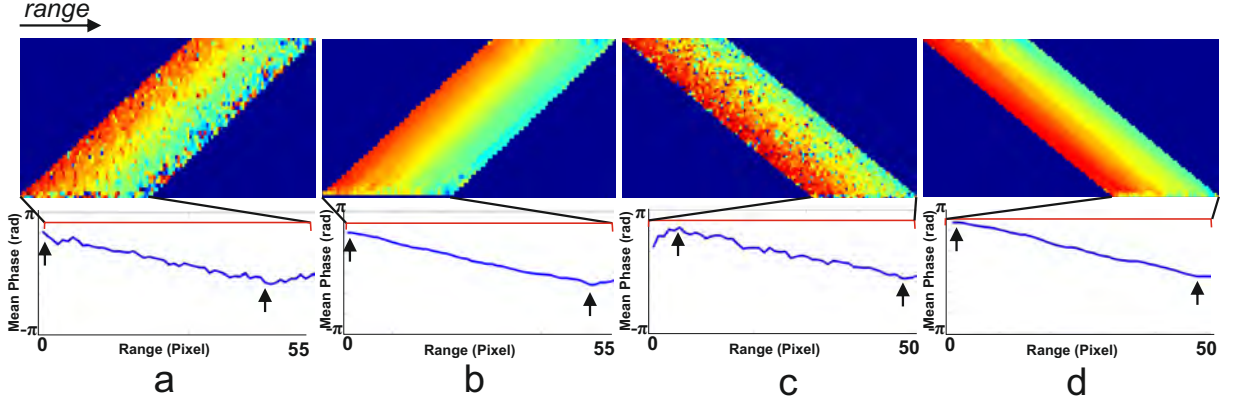 range
π
Mean Phase (rad)
-π
0
Range (Pixel)
55
a
π
Mean Phase (rad)
-π
0
Range (Pixel)
55
b
π
Mean Phase (rad)
-π
0
Range (Pixel)
50
c
π
Mean Phase (rad)
-π
0
Range (Pixel)
50
d